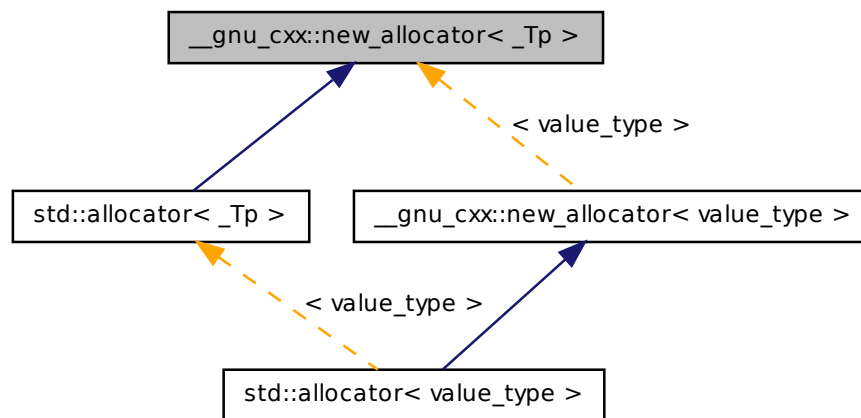 __gnu_cxx::new_allocator< _Tp >
< value_type >
std::allocator< _Tp >
__gnu_cxx::new_allocator< value_type >
< value_type >
std::allocator< value_type >